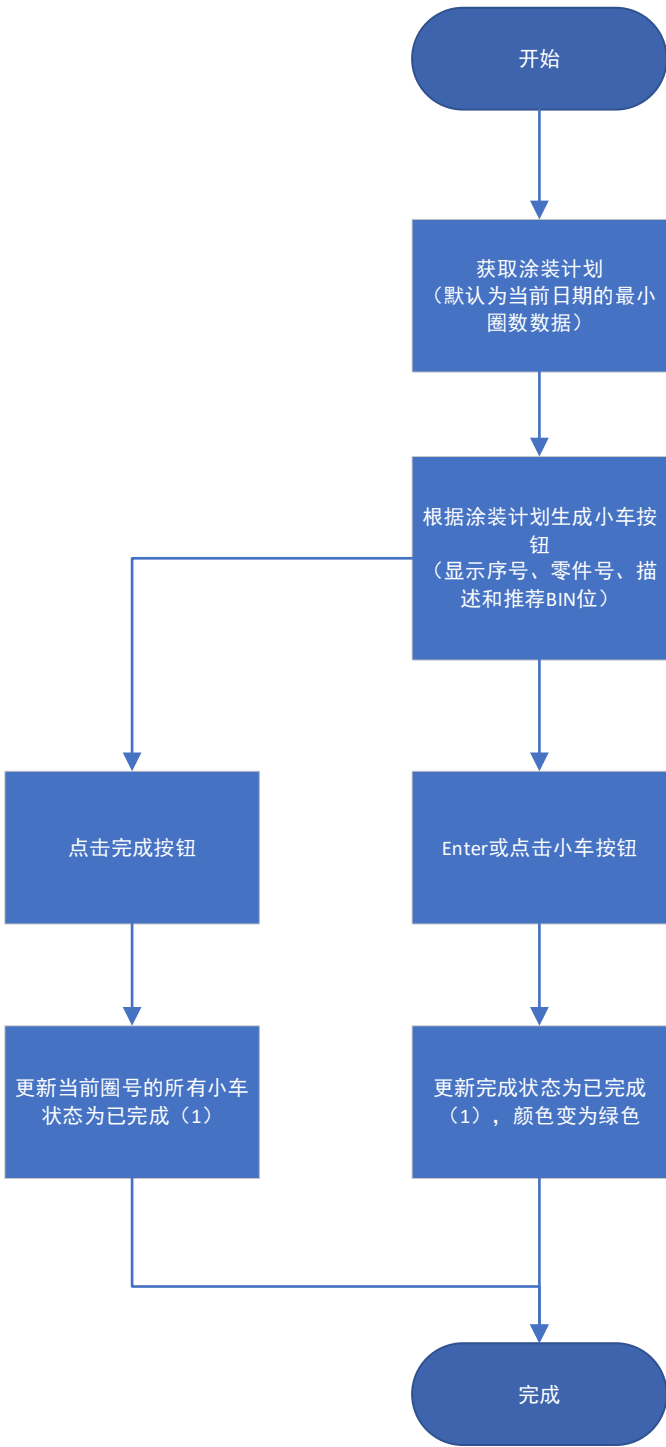 开始
获取涂装计划
（默认为当前日期的最小
圈数数据）
根据涂装计划生成小车按
钮
（显示序号、零件号、描
述和推荐BIN位）
点击完成按钮
Enter或点击小车按钮
更新当前圈号的所有小车
状态为已完成（1）
更新完成状态为已完成
（1），颜色变为绿色
完成